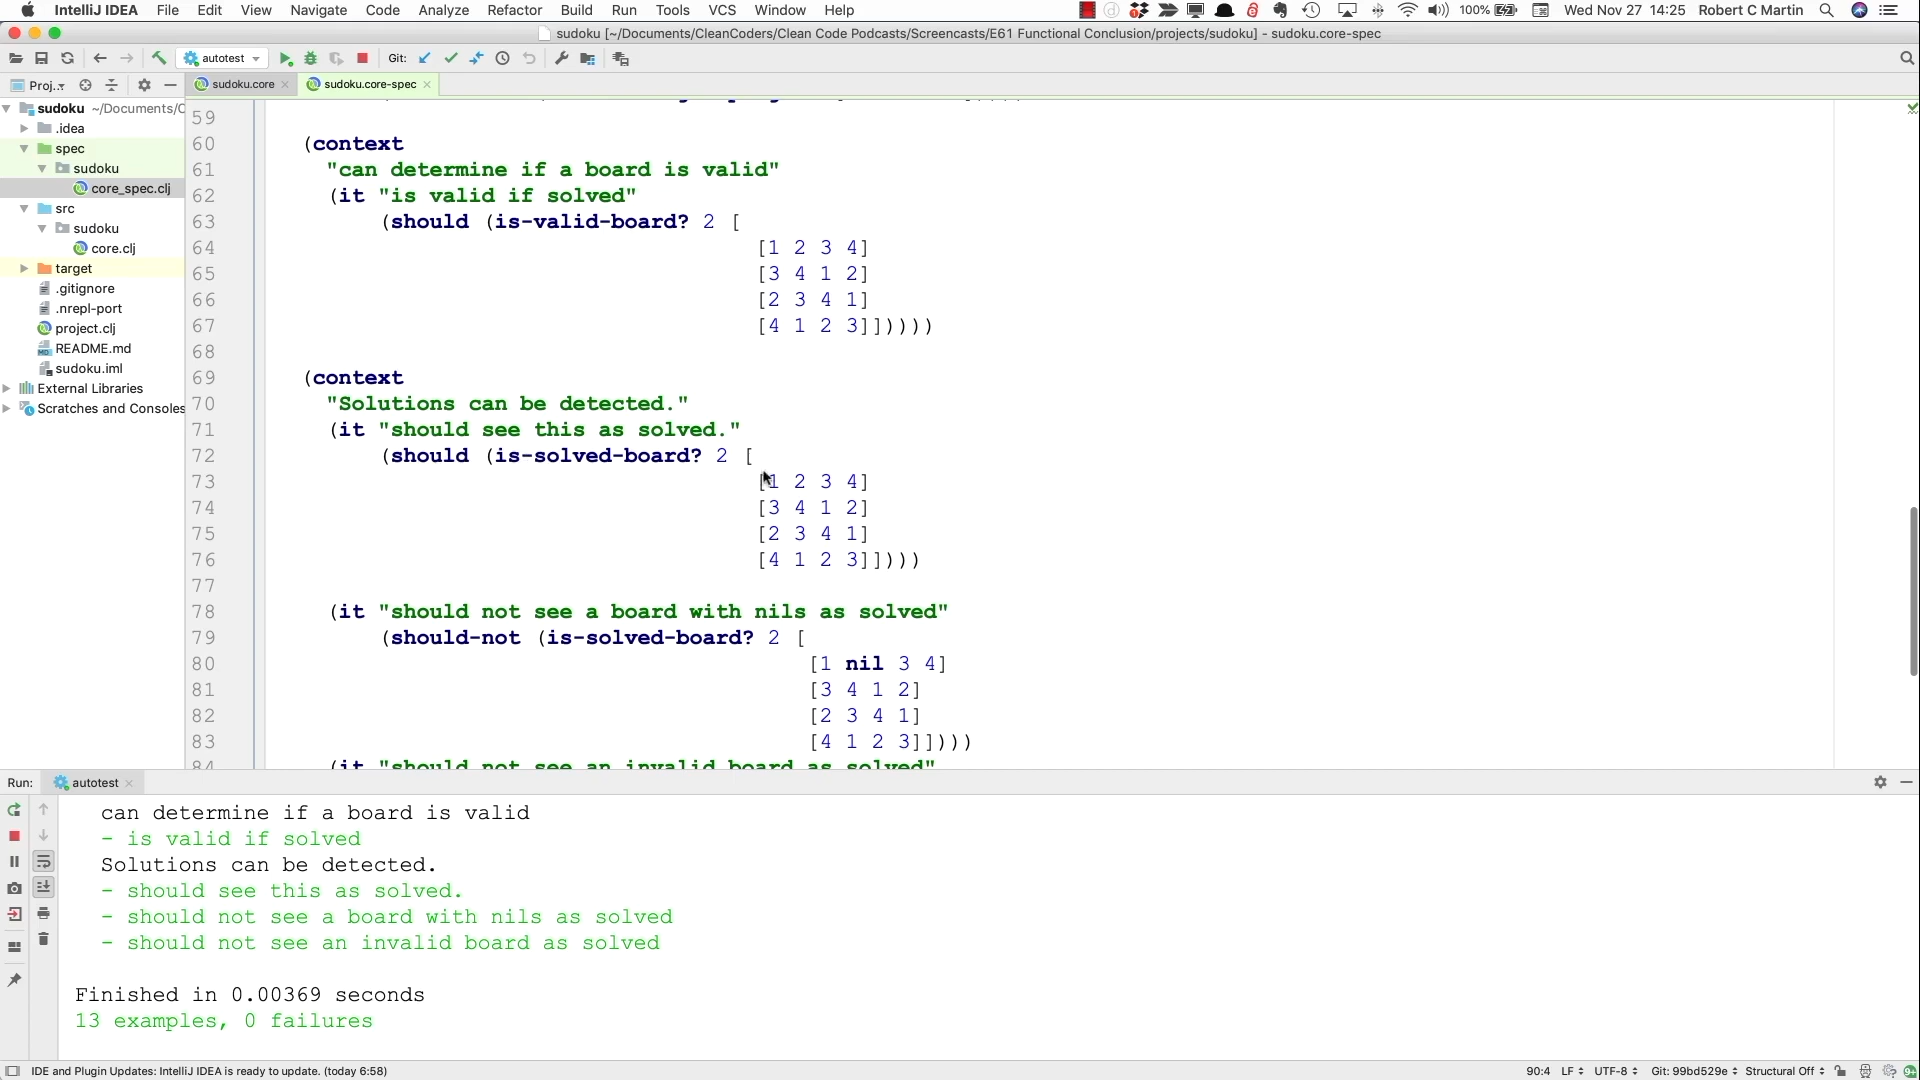 IntelliJ IDEA File Edit View Navigate Code Analyze Refactor Build Run Tools VCS Window Help 100% Wed Nov 27 14:25 Robert C Martin
sudoku [~/Documents/CleanCoders/Clean Code Podcasts/Screencasts/E61 Functional Conclusion/projects/sudoku] - sudoku.core-spec
autotest Git:
Proj.. sudoku.core sudoku.core-spec
sudoku ~/Documents/C
.idea
spec
sudoku
core_spec.clj
src
sudoku
core.clj
target
.gitignore
.nrepl-port
project.clj
README.md
sudoku.iml
External Libraries
Scratches and Consoles
59
60 (context
61 "can determine if a board is valid"
62 (it "is valid if solved"
63 (should (is-valid-board? 2 [
64 [1 2 3 4]
65 [3 4 1 2]
66 [2 3 4 1]
67 [4 1 2 3]]))))
68
69 (context
70 "Solutions can be detected."
71 (it "should see this as solved."
72 (should (is-solved-board? 2 [
73 [1 2 3 4]
74 [3 4 1 2]
75 [2 3 4 1]
76 [4 1 2 3]])))
77
78 (it "should not see a board with nils as solved"
79 (should-not (is-solved-board? 2 [
80 [1 nil 3 4]
81 [3 4 1 2]
82 [2 3 4 1]
83 [4 1 2 3]])))
84 (it "should not see an invalid board as solved"
Run: autotest
can determine if a board is valid
- is valid if solved
Solutions can be detected.
- should see this as solved.
- should not see a board with nils as solved
- should not see an invalid board as solved
Finished in 0.00369 seconds
13 examples, 0 failures
IDE and Plugin Updates: IntelliJ IDEA is ready to update. (today 6:58) 90:4 LF UTF-8 Git: 99bd529e Structural Off